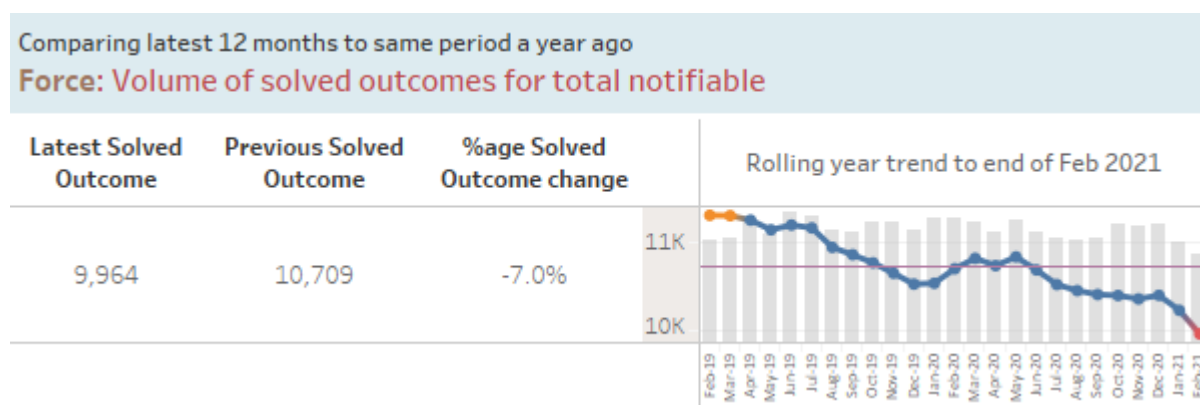 Comparing latest 12 months to same period a year ago
Force: Volume of solved outcomes for total notifiable
Latest Solved Outcome
Previous Solved Outcome
%age Solved Outcome change
Rolling year trend to end of Feb 2021
9,964
10,709
-7.0%
11K
10K
Feb-19
Mar-19
Apr-19
May-19
Jun-19
Jul-19
Aug-19
Sep-19
Oct-19
Nov-19
Dec-19
Jan-20
Feb-20
Mar-20
Apr-20
May-20
Jun-20
Jul-20
Aug-20
Sep-20
Oct-20
Nov-20
Dec-20
Jan-21
Feb-21